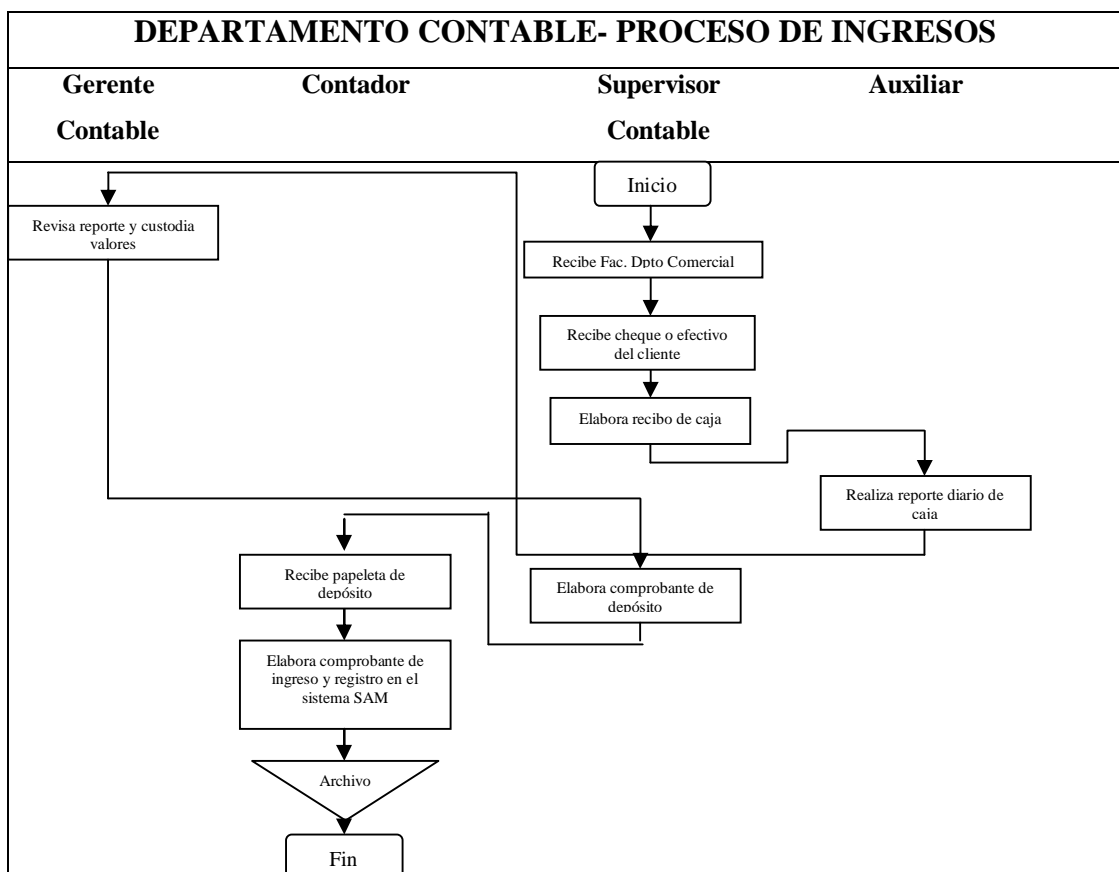 DEPARTAMENTO CONTABLE- PROCESO DE INGRESOS
Gerente
Contable
Contador
Supervisor
Contable
Auxiliar
Inicio
Revisa reporte y custodia
valores
Recibe Fac. Dpto Comercial
Recibe cheque o efectivo
del cliente
Elabora recibo de caja
Realiza reporte diario de
caja
Recibe papeleta de
depósito
Elabora comprobante de
depósito
Elabora comprobante de
ingreso y registro en el
sistema SAM
Archivo
Fin